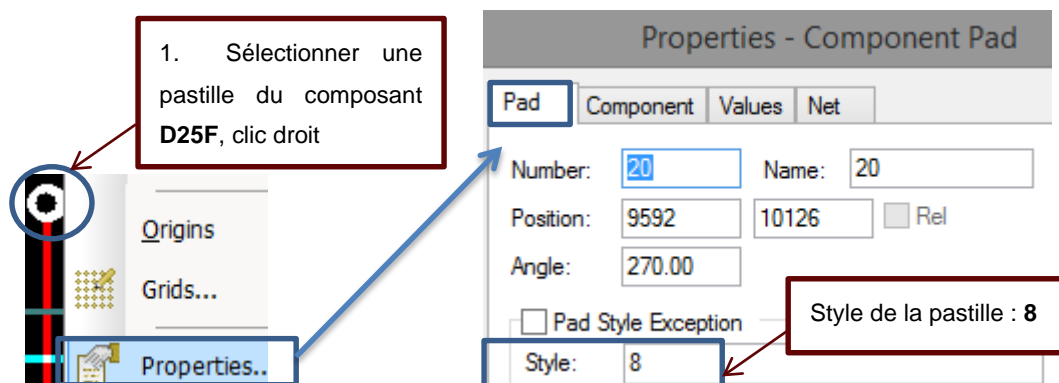 1. Sélectionner une
pastille du composant
D25F, clic droit
Origins
Grids...
Properties..
Properties - Component Pad
Pad Component Values Net
Number: 20 Name: 20
Position: 9592 10126 Rel
Angle: 270.00
Pad Style Exception
Style: 8
Style de la pastille : 8